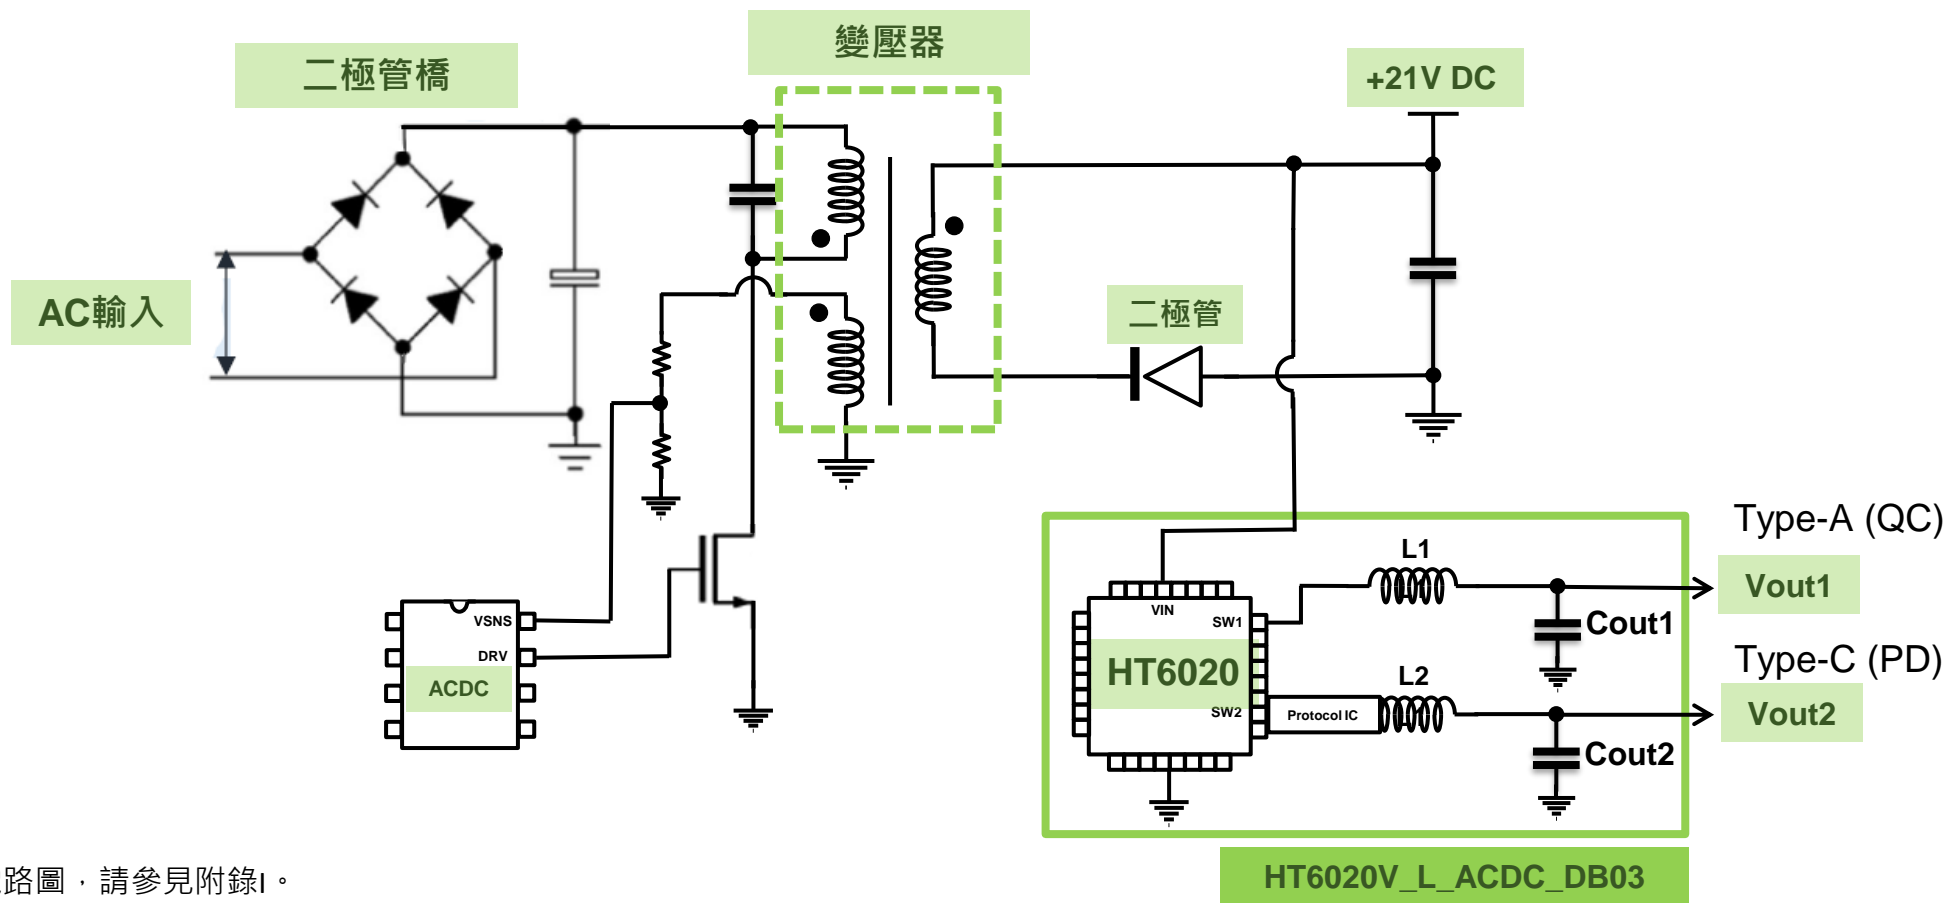 變壓器
二極管橋
+21V DC
AC輸入
二極管
Type-A (QC)
L1
Vout1
VIN
SW1
Cout1
VSNS
DRV
ACDC
HT6020
Type-C (PD)
L2
SW2
Protocol IC
Vout2
Cout2
HT6020V_L_ACDC_DB03
路圖，請參見附錄I。